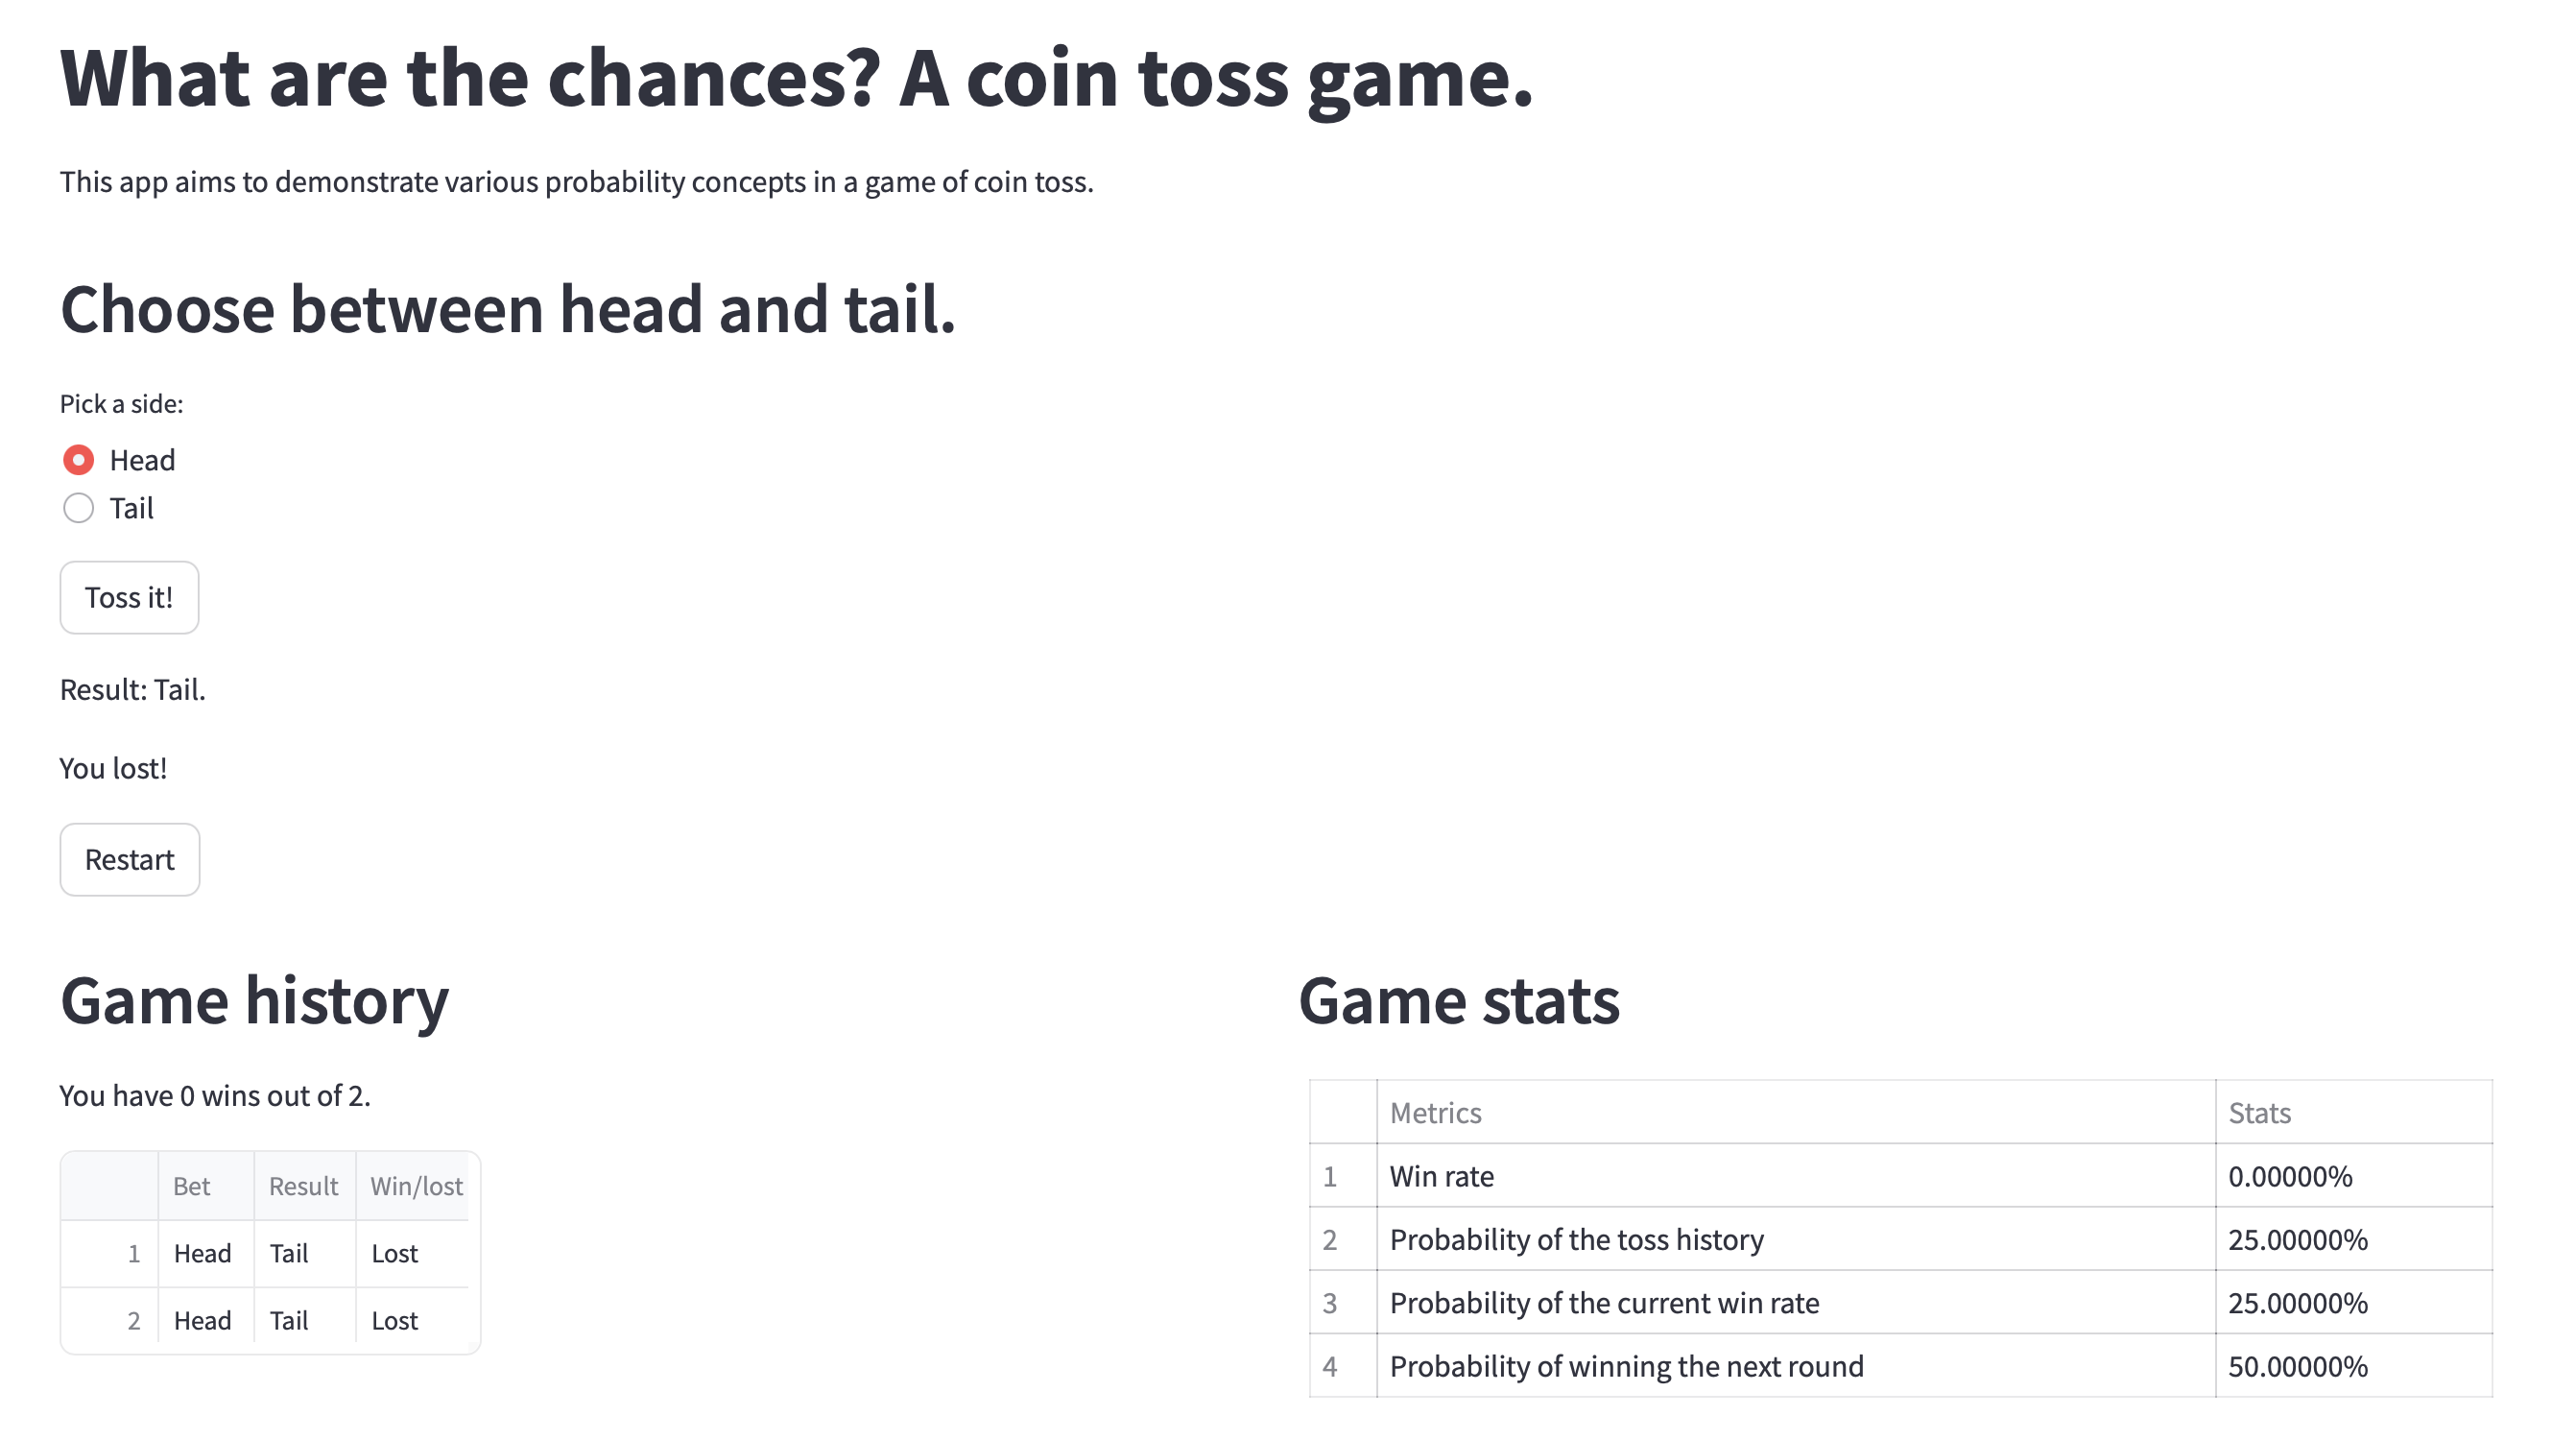 What are the chances? A coin toss game.
This app aims to demonstrate various probability concepts in a game of coin toss.
Choose between head and tail.
Pick a side:
Head
Tail
Toss it!
Result: Tail.
You lost!
Restart
Game history
You have 0 wins out of 2.
Bet Result Win/lost
1 Head Tail Lost
2 Head Tail Lost
Game stats
Metrics Stats
1 Win rate 0.00000%
2 Probability of the toss history 25.00000%
3 Probability of the current win rate 25.00000%
4 Probability of winning the next round 50.00000%